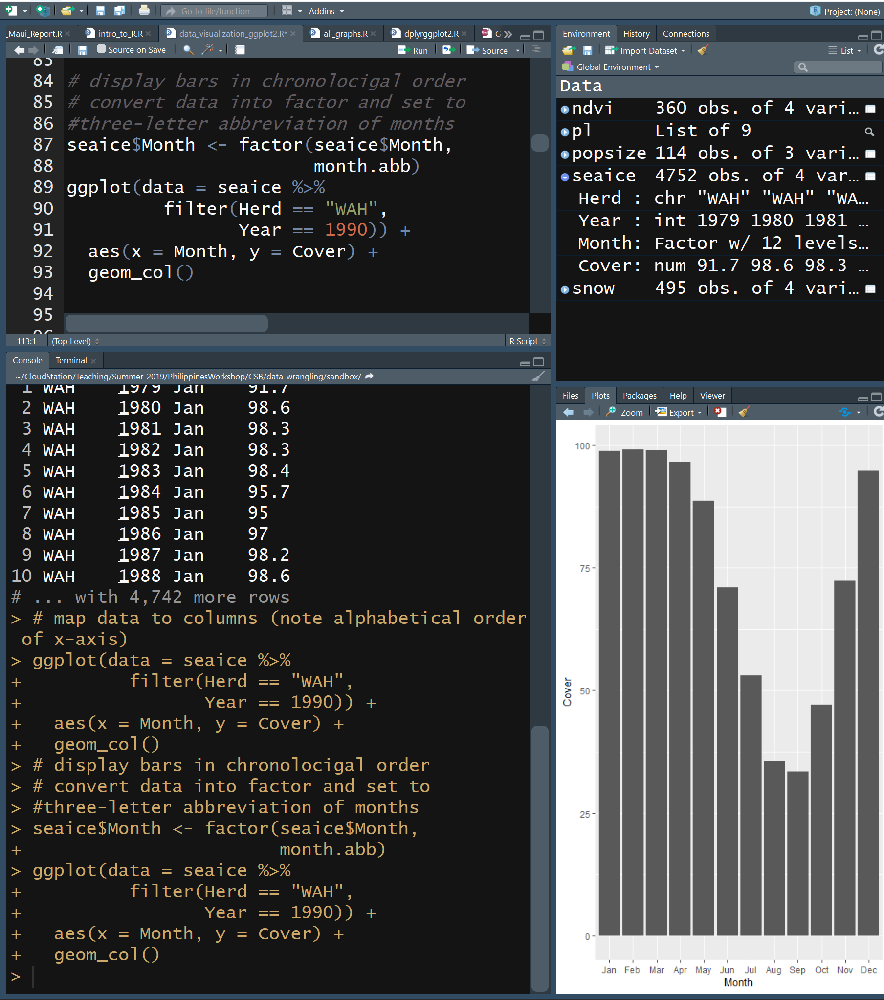 Go to file/function
Addins
Project: (None)
_Maui_Report.R
intro_to_R.R
data_visualization_ggplot2.R*
all_graphs.R
dplyrggplot2.R
Source on Save
Run
Source
83
84 # display bars in chronolocigal order
85 # convert data into factor and set to
86 #three-letter abbreviation of months
87 seaice$Month <- factor(seaice$Month,
88 month.abb)
89 ggplot(data = seaice %>%
90 filter(Herd == "WAH",
91 Year == 1990)) +
92 aes(x = Month, y = Cover) +
93 geom_col()
94
95
96
113:1 (Top Level) R Script
Console Terminal
~/CloudStation/Teaching/Summer_2019/PhilippinesWorkshop/CSB/data_wrangling/sandbox/
1 WAH 1979 Jan 91.7
2 WAH 1980 Jan 98.6
3 WAH 1981 Jan 98.3
4 WAH 1982 Jan 98.3
5 WAH 1983 Jan 98.4
6 WAH 1984 Jan 95.7
7 WAH 1985 Jan 95
8 WAH 1986 Jan 97
9 WAH 1987 Jan 98.2
10 WAH 1988 Jan 98.6
# ... with 4,742 more rows
> # map data to columns (note alphabetical order
of x-axis)
> ggplot(data = seaice %>%
+ filter(Herd == "WAH",
+ Year == 1990)) +
+ aes(x = Month, y = Cover) +
+ geom_col()
> # display bars in chronolocigal order
> # convert data into factor and set to
> #three-letter abbreviation of months
> seaice$Month <- factor(seaice$Month,
+ month.abb)
> ggplot(data = seaice %>%
+ filter(Herd == "WAH",
+ Year == 1990)) +
+ aes(x = Month, y = Cover) +
+ geom_col()
>
Environment History Connections
Import Dataset
List
Global Environment
Data
ndvi 360 obs. of 4 vari…
pl List of 9
popsize 114 obs. of 3 vari…
seaice 4752 obs. of 4 var…
Herd : chr "WAH" "WAH" "WA…
Year : int 1979 1980 1981 …
Month: Factor w/ 12 levels…
Cover: num 91.7 98.6 98.3 …
snow 495 obs. of 4 vari…
Files Plots Packages Help Viewer
Zoom Export
100
75
50
25
0
Cover
Jan Feb Mar Apr May Jun Jul Aug Sep Oct Nov Dec
Month